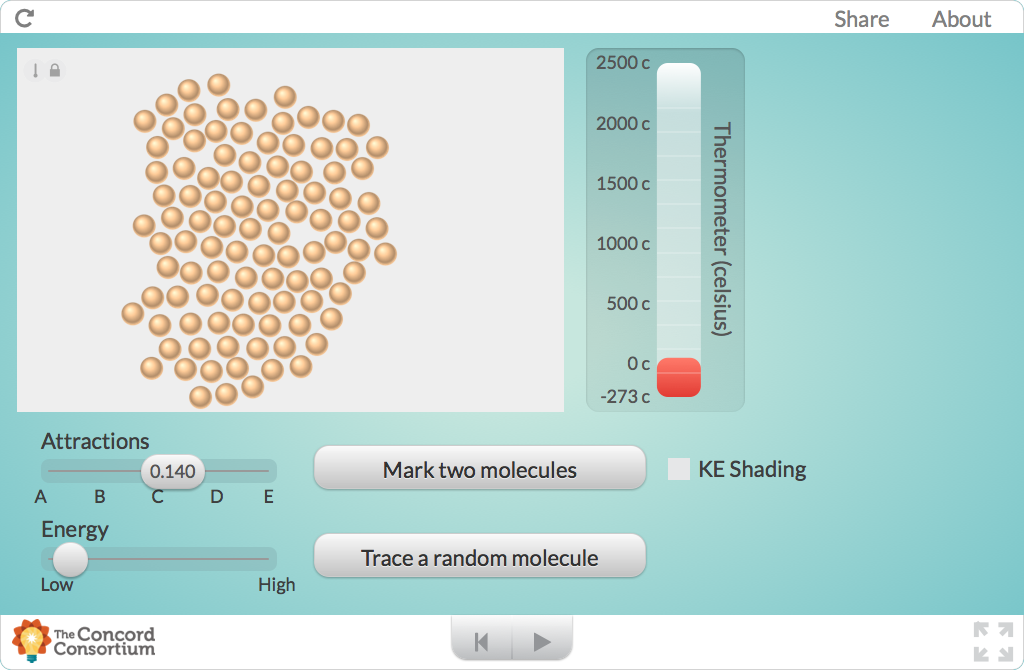 Share About
2500 c
2000 c
1500 c
1000 c
500 c
0 c
-273 c
Thermometer (celsius)
Attractions
0.140
A B C D E
Mark two molecules
KE Shading
Energy
Low High
Trace a random molecule
The Concord
Consortium